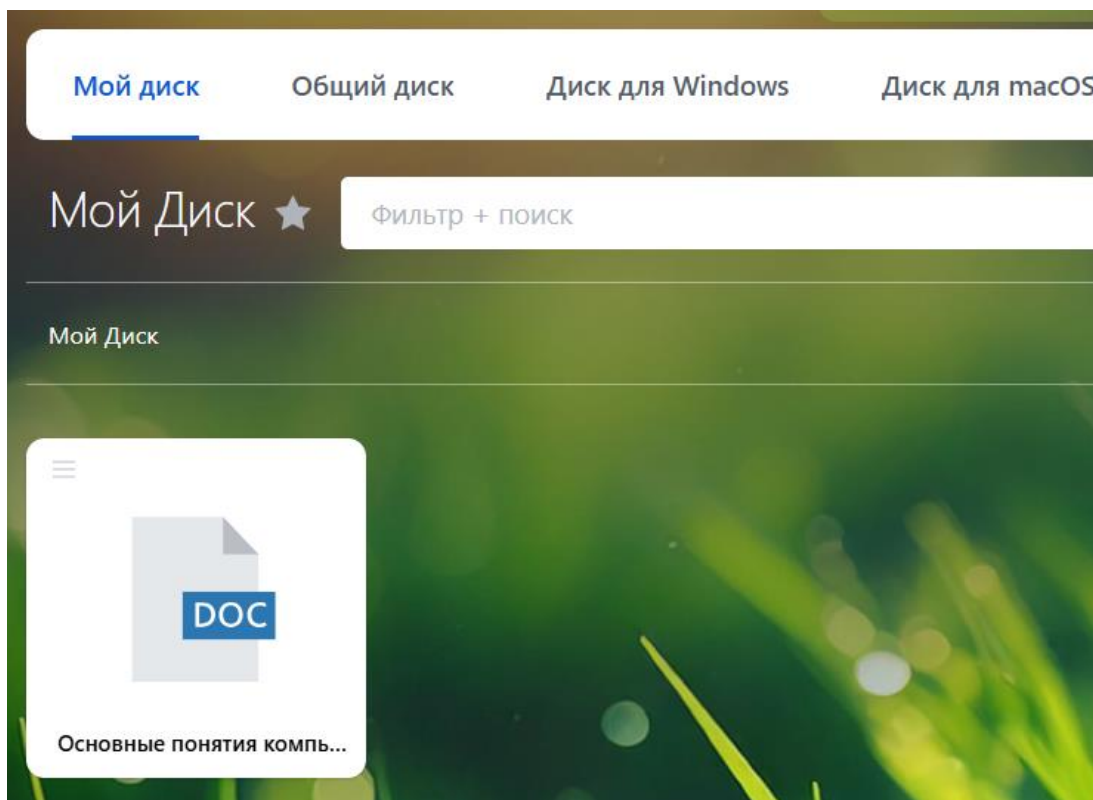 Мой диск Общий диск Диск для Windows Диск для macOS
Мой Диск
Фильтр + поиск
Мой Диск
DOC
Основные понятия компь...